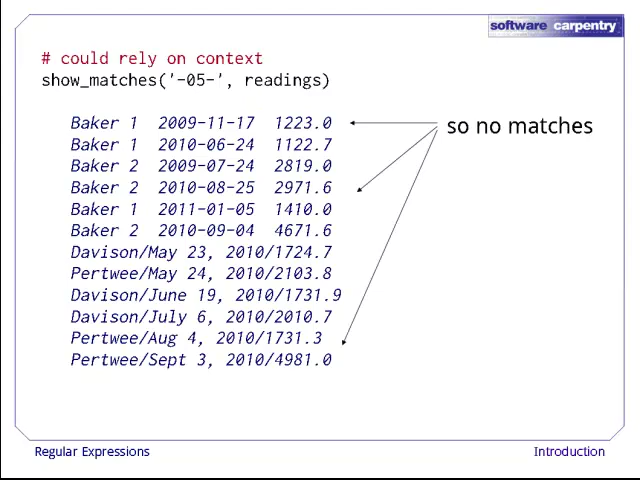 software carpentry
# could rely on context
show_matches('-05-', readings)
Baker 1  2009-11-17  1223.0
so no matches
Baker 1  2010-06-24  1122.7
Baker 2  2009-07-24  2819.0
Baker 2  2010-08-25  2971.6
Baker 1  2011-01-05  1410.0
Baker 2  2010-09-04  4671.6
Davison/May 23, 2010/1724.7
Pertwee/May 24, 2010/2103.8
Davison/June 19, 2010/1731.9
Davison/July 6, 2010/2010.7
Pertwee/Aug 4, 2010/1731.3
Pertwee/Sept 3, 2010/4981.0
Regular Expressions
Introduction